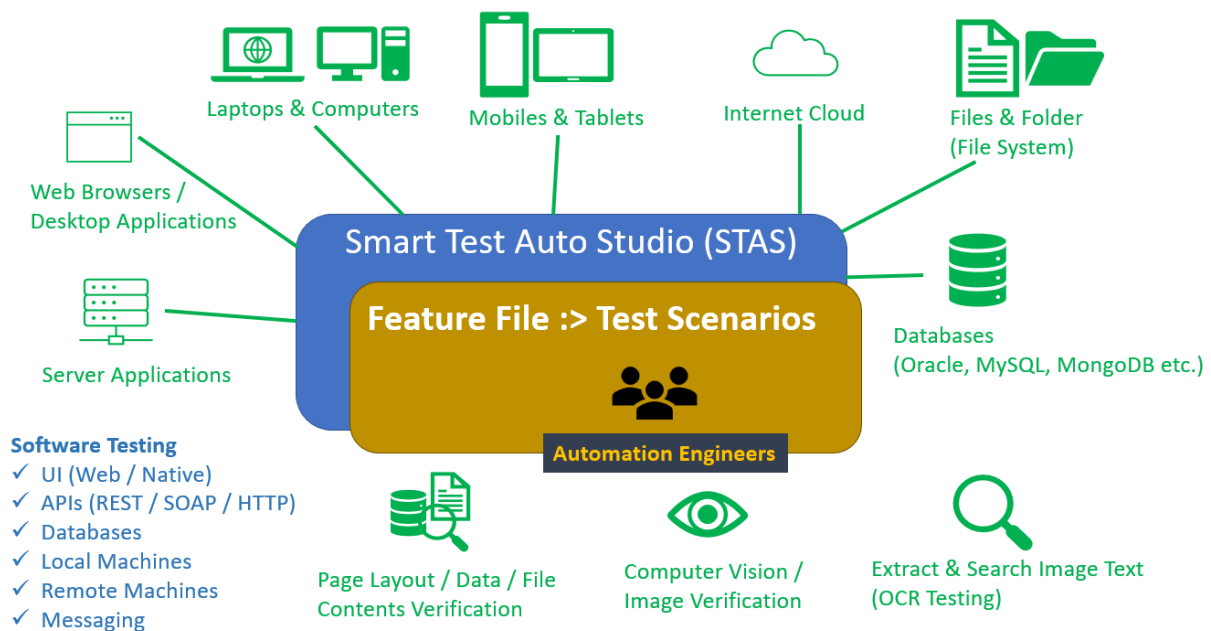 Laptops & Computers
Mobiles & Tablets
Internet Cloud
Files & Folder
(File System)
Web Browsers /
Desktop Applications
Smart Test Auto Studio (STAS)
Feature File :> Test Scenarios
Server Applications
Databases
(Oracle, MySQL, MongoDB etc.)
Automation Engineers
Software Testing
✓ UI (Web / Native)
✓ APIs (REST / SOAP / HTTP)
✓ Databases
✓ Local Machines
✓ Remote Machines
✓ Messaging
Page Layout / Data / File
Contents Verification
Computer Vision /
Image Verification
Extract & Search Image Text
(OCR Testing)